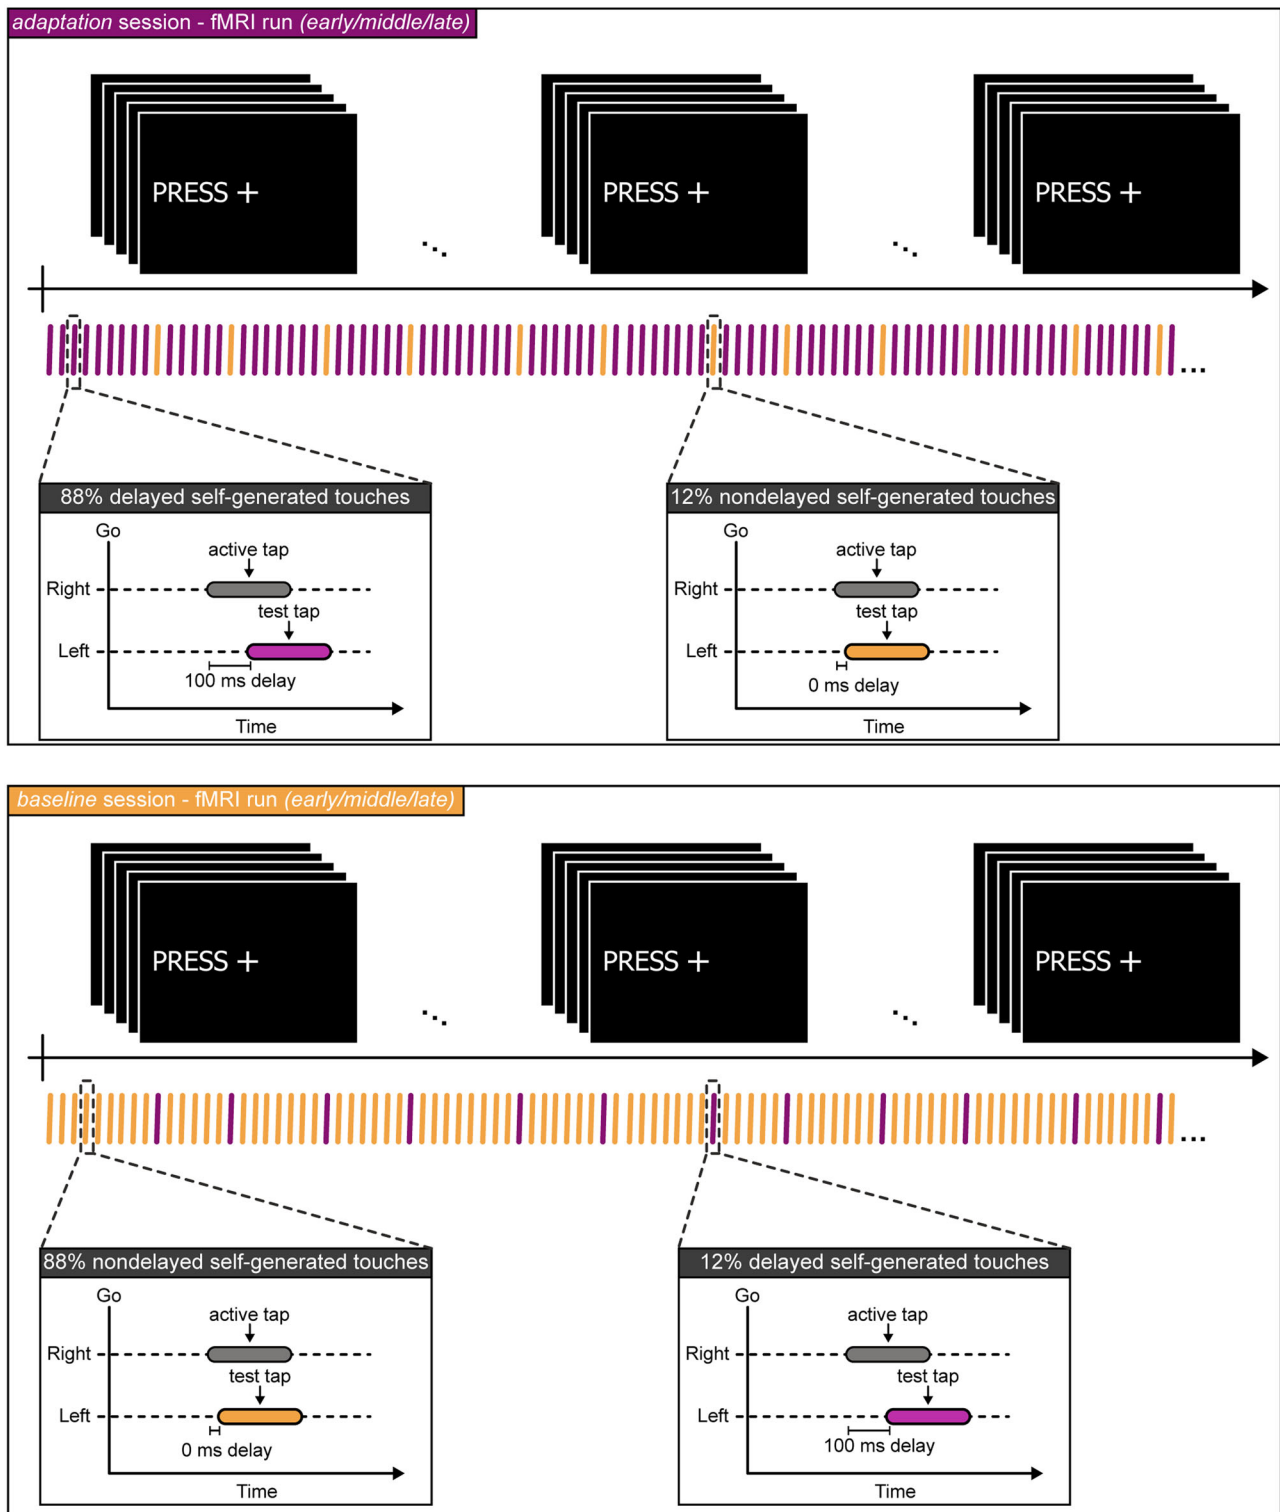 adaptation session - fMRI run (early/middle/late)
PRESS +
PRESS +
PRESS +
...
...
...
88% delayed self-generated touches
Go
active tap
Right
test tap
Left
100 ms delay
Time
12% nondelayed self-generated touches
Go
active tap
Right
test tap
Left
0 ms delay
Time
baseline session - fMRI run (early/middle/late)
PRESS +
PRESS +
PRESS +
...
...
...
88% nondelayed self-generated touches
Go
active tap
Right
test tap
Left
0 ms delay
Time
12% delayed self-generated touches
Go
active tap
Right
test tap
Left
100 ms delay
Time